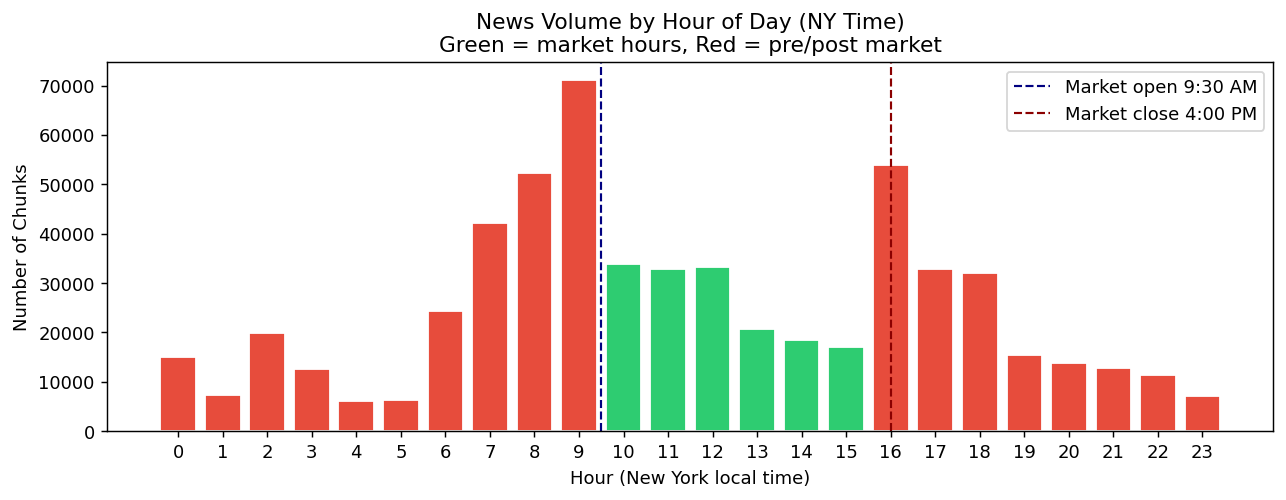 News Volume by Hour of Day (NY Time)
Green = market hours, Red = pre/post market
Market open 9:30 AM
Market close 4:00 PM
Number of Chunks
70000
60000
50000
40000
30000
20000
10000
0
0 1 2 3 4 5 6 7 8 9 10 11 12 13 14 15 16 17 18 19 20 21 22 23
Hour (New York local time)